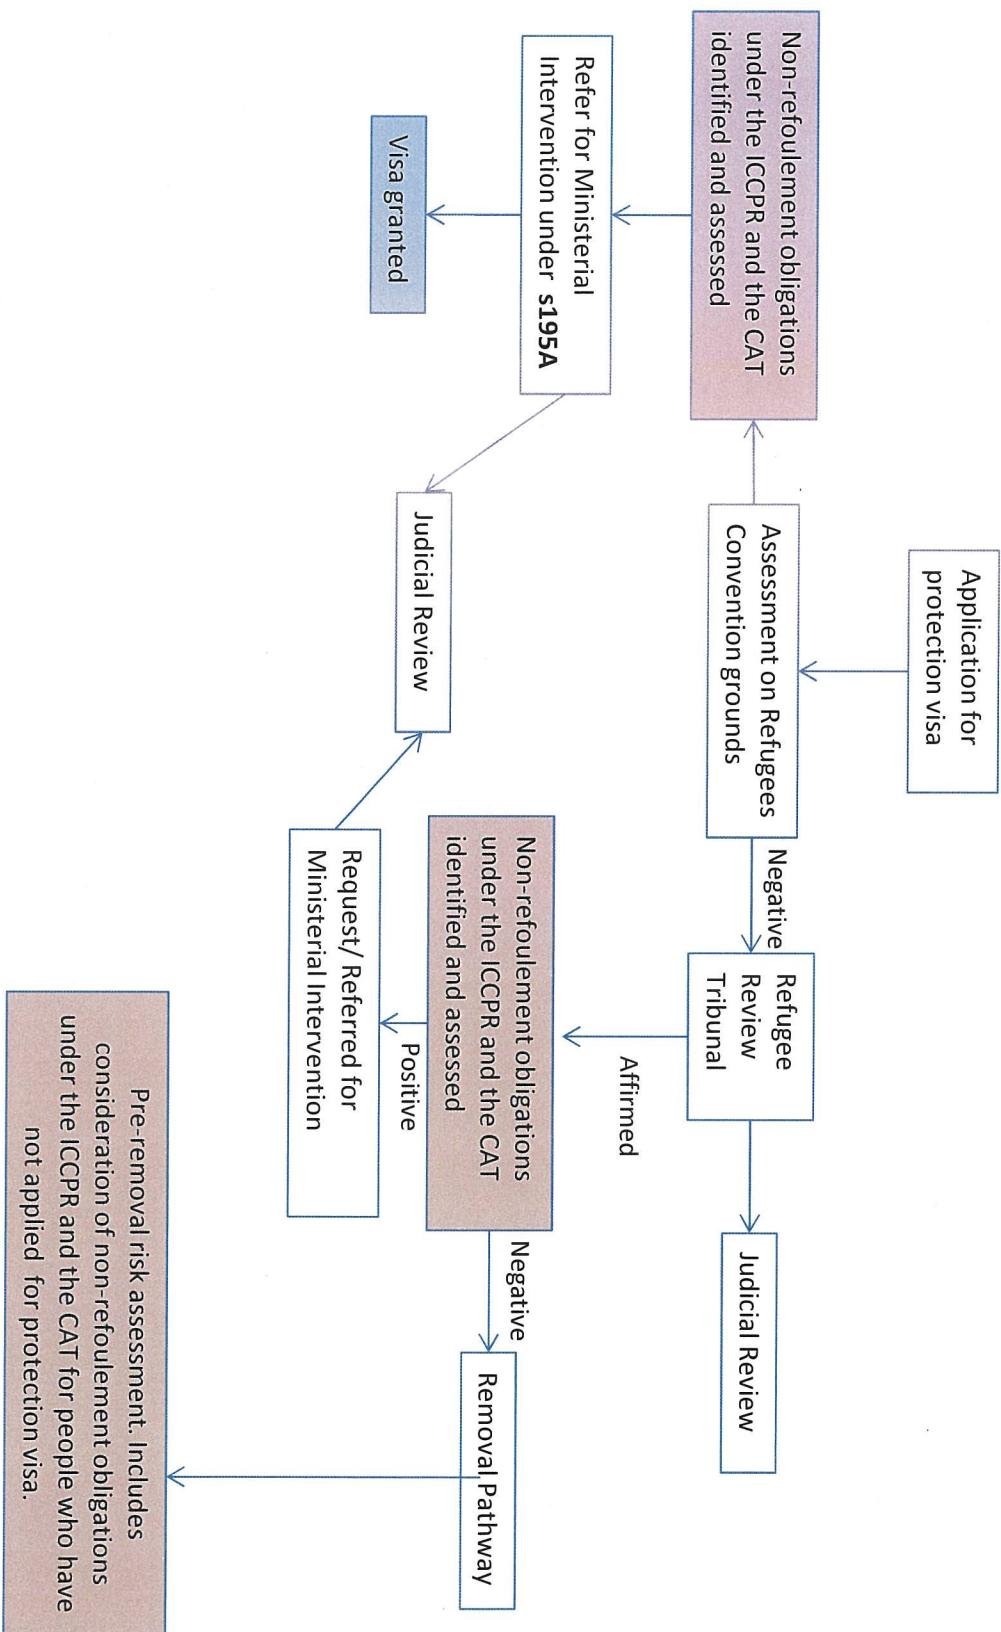 Application for
protection visa
Assessment on Refugees
Convention grounds
Negative
Refugee
Review
Tribunal
Judicial Review
Non-refoulement obligations
under the ICCPR and the CAT
identified and assessed
Affirmed
Refer for Ministerial
Intervention under s195A
Non-refoulement obligations
under the ICCPR and the CAT
identified and assessed
Negative
Removal Pathway
Positive
Visa granted
Judicial Review
Request/ Referred for
Ministerial Intervention
Pre-removal risk assessment. Includes
consideration of non-refoulement obligations
under the ICCPR and the CAT for people who have
not applied for protection visa.